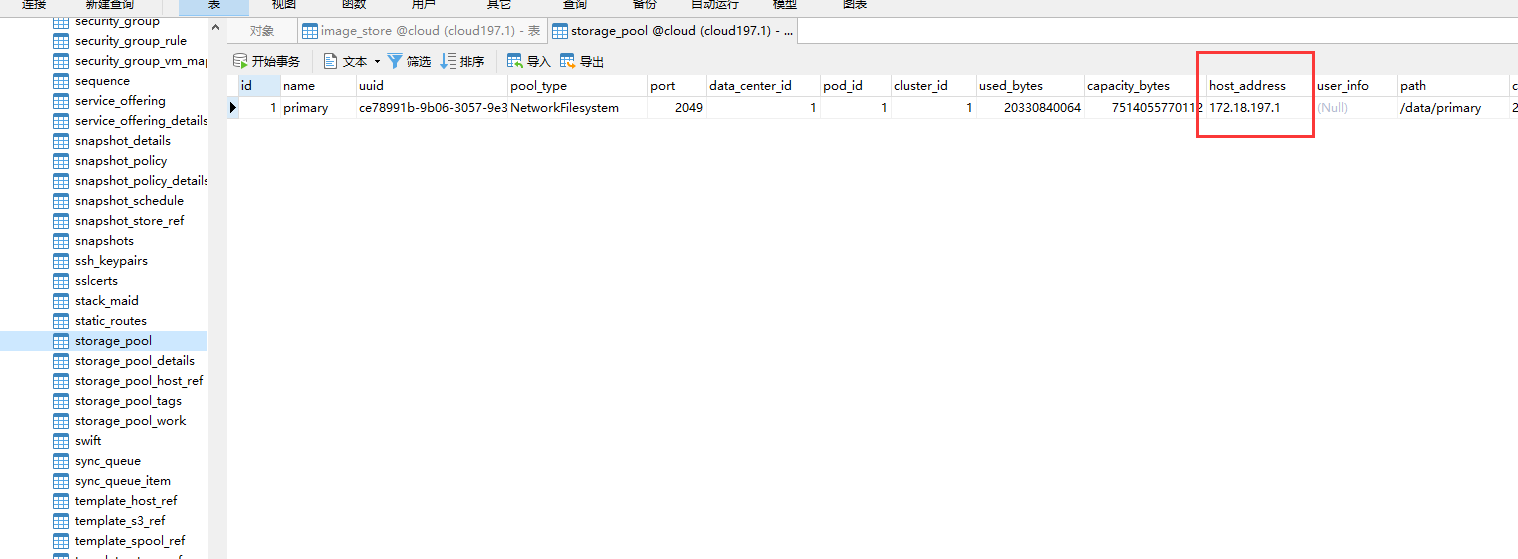 连接 新建查询 表 视图 函数 用户 其它 查询 备份 自动运行 模型 图表
security_group
security_group_rule
security_group_vm_map
sequence
service_offering
service_offering_details
snapshot_details
snapshot_policy
snapshot_policy_details
snapshot_schedule
snapshot_store_ref
snapshots
ssh_keypairs
sslcerts
stack_maid
static_routes
storage_pool
storage_pool_details
storage_pool_host_ref
storage_pool_tags
storage_pool_work
swift
sync_queue
sync_queue_item
template_host_ref
template_s3_ref
template_spool_ref
对象 image_store @cloud (cloud197.1) - 表 storage_pool @cloud (cloud197.1) - ...
开始事务 文本 筛选 排序 导入 导出
id name uuid pool_type port data_center_id pod_id cluster_id used_bytes capacity_bytes host_address user_info path c
1 primary ce78991b-9b06-3057-9e3 NetworkFilesystem 2049 1 1 1 20330840064 7514055770112 172.18.197.1 (Null) /data/primary 2